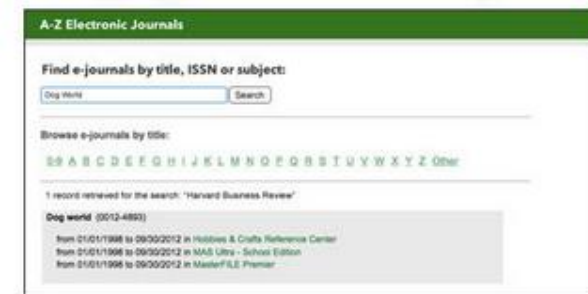 A-Z Electronic Journals
Find e-journals by title, ISSN or subject:
Dog World Search
Browse e-journals by title:
0-9 A B C D E F G H I J K L M N O P Q R S T U V W X Y Z Other
1 record retrieved for the search: "Harvard Business Review"
Dog world (0012-4893)
from 01/01/1998 to 09/30/2012 in Hobbies & Crafts Reference Center
from 01/01/1998 to 09/30/2012 in MAS Ultra - School Edition
from 01/01/1998 to 09/30/2012 in MasterFILE Premier